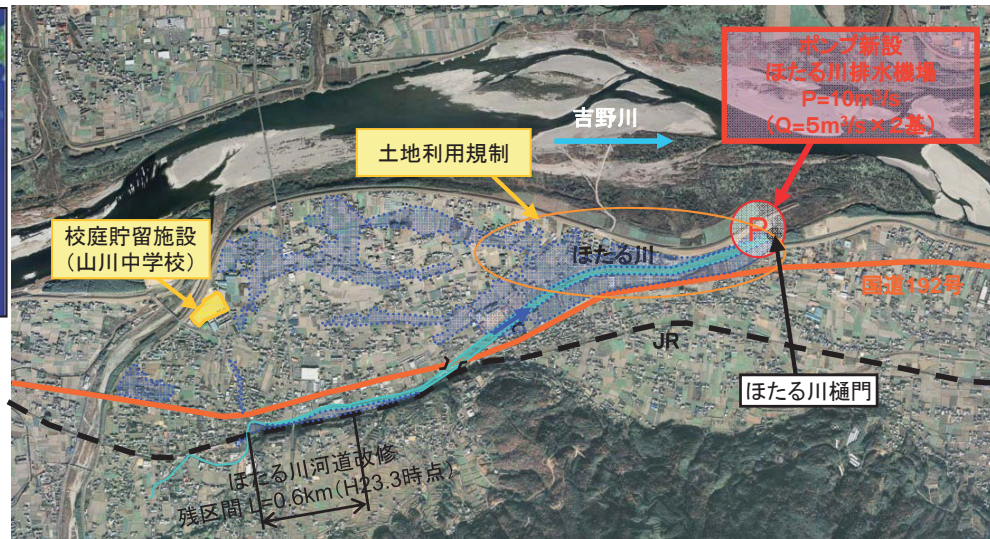 ポンプ新設
ほたる川排水機場
P=10m³/s
(Q=5m³/s×2基)
吉野川
土地利用規制
校庭貯留施設
(山川中学校)
ほたる川
P
国道192号
JR
ほたる川樋門
ほたる川河道改修
残区間 L=0.6km(H23.3時点)